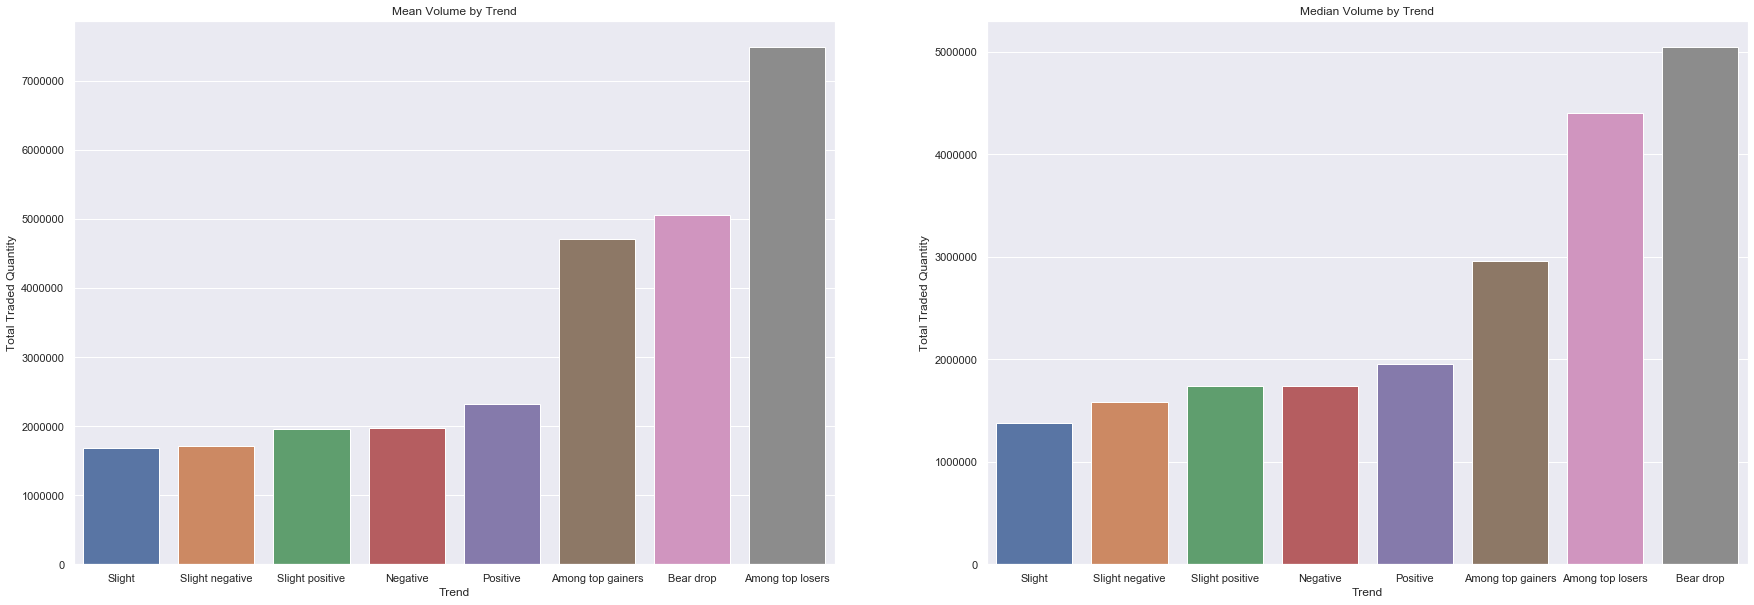 Mean Volume by Trend
Total Traded Quantity
7000000
6000000
5000000
4000000
3000000
2000000
1000000
0
Slight Slight negative Slight positive Negative Positive Among top gainers Bear drop Among top losers
Trend
Median Volume by Trend
Total Traded Quantity
5000000
4000000
3000000
2000000
1000000
0
Slight Slight negative Slight positive Negative Positive Among top gainers Among top losers Bear drop
Trend